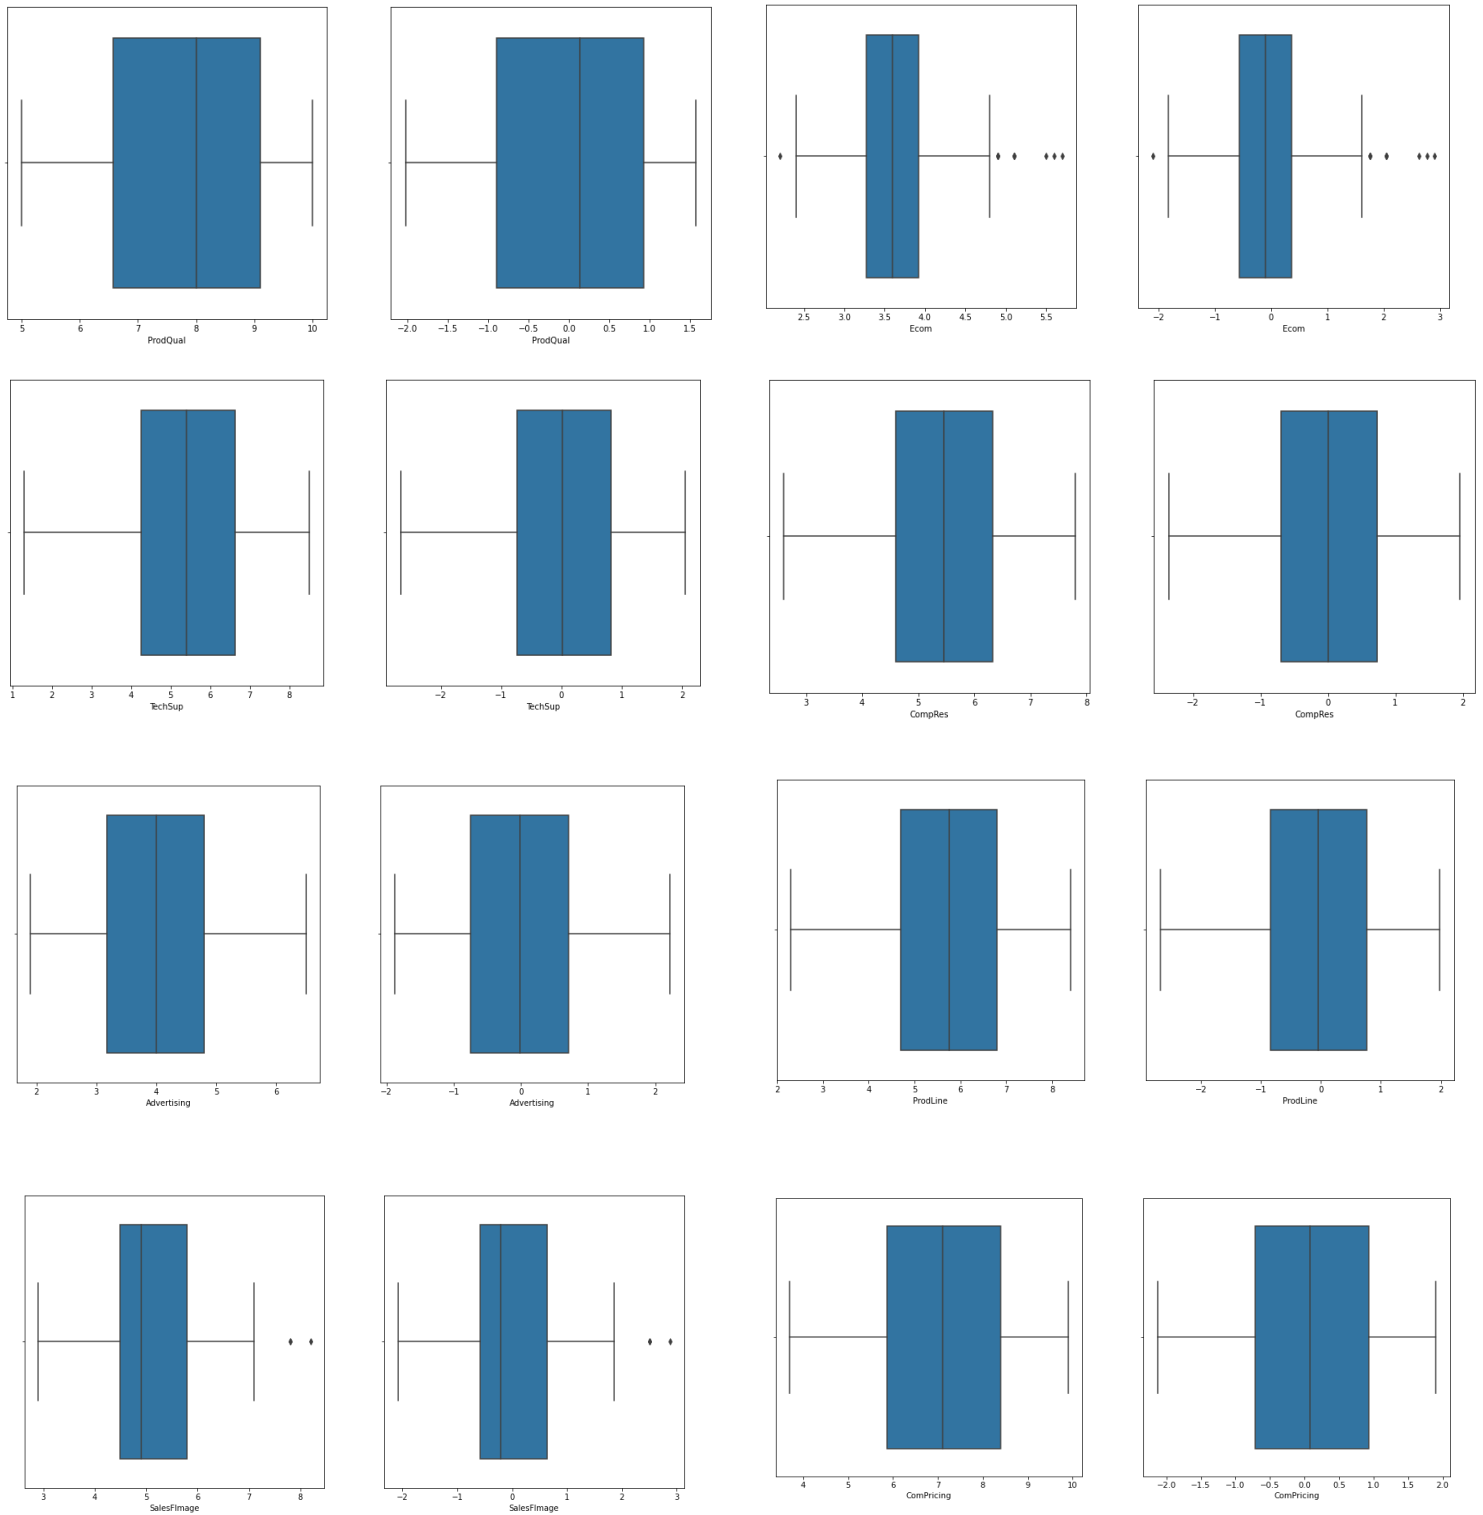 5 6 7 8 9 10
ProdQual
−2.0 −1.5 −1.0 −0.5 0.0 0.5 1.0 1.5
ProdQual
2.5 3.0 3.5 4.0 4.5 5.0 5.5
Ecom
−2 −1 0 1 2 3
Ecom
1 2 3 4 5 6 7 8
TechSup
−2 −1 0 1 2
TechSup
3 4 5 6 7 8
CompRes
−2 −1 0 1 2
CompRes
2 3 4 5 6
Advertising
−2 −1 0 1 2
Advertising
2 3 4 5 6 7 8
ProdLine
−2 −1 0 1 2
ProdLine
3 4 5 6 7 8
SalesFImage
−2 −1 0 1 2 3
SalesFImage
4 5 6 7 8 9 10
ComPricing
−2.0 −1.5 −1.0 −0.5 0.0 0.5 1.0 1.5 2.0
ComPricing